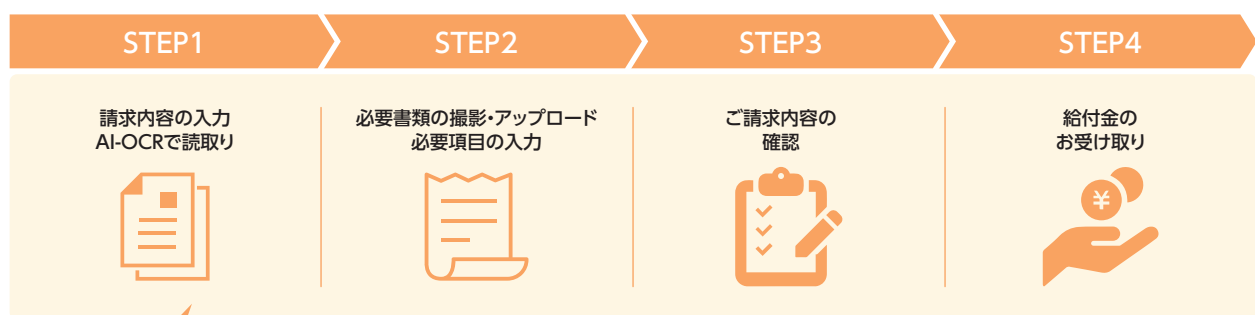 STEP1
STEP2
STEP3
STEP4
請求内容の入力
AI-OCRで読取り
必要書類の撮影・アップロード
必要項目の入力
ご請求内容の
確認
給付金の
お受け取り
¥